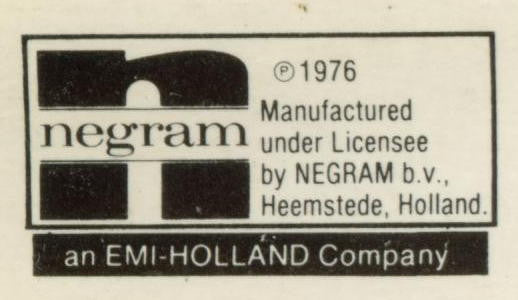 ℗ 1976
negram
Manufactured
under Licensee
by NEGRAM b.v.,
Heemstede, Holland.
an EMI-HOLLAND Company